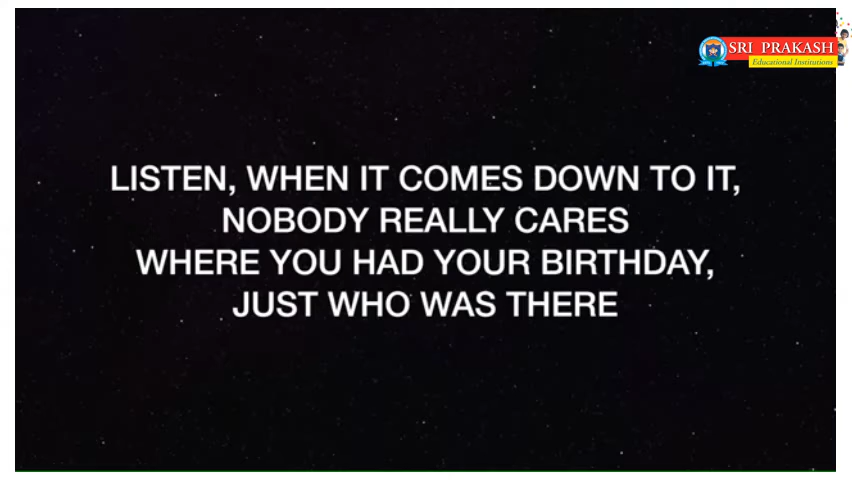 SRI PRAKASH
Educational Institutions
LISTEN, WHEN IT COMES DOWN TO IT,
NOBODY REALLY CARES
WHERE YOU HAD YOUR BIRTHDAY,
JUST WHO WAS THERE